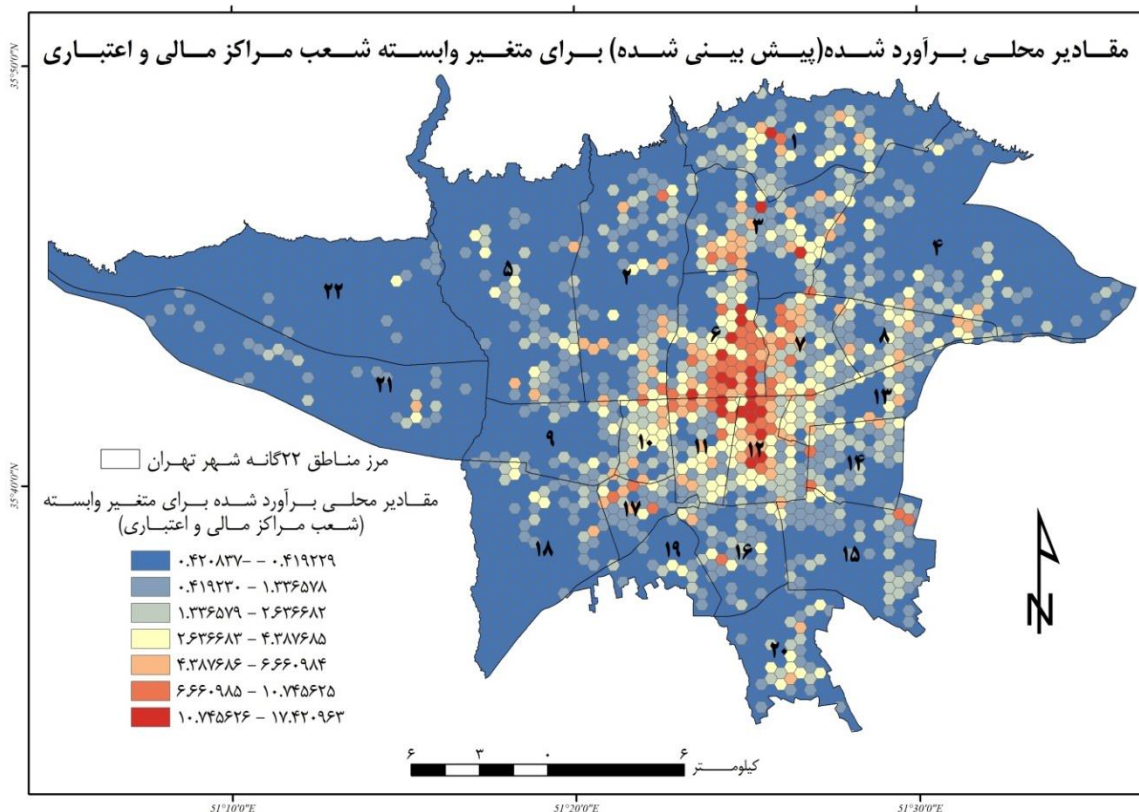 مقادیر محلی برآورد شده(پیش بینی شده) برای متغیر وابسته شعب مراکز مالی و اعتباری
35°50'0"N
35°40'0"N
۱
۳
۴
۵
۲
۲۲
۶
۷
۸
۲۱
۱۳
۹
۱۰
۱۱
۱۲
۱۴
۱۷
۱۸
۱۹
۱۶
۱۵
۲۰
مرز مناطق ۲۲گانه شهر تهران
مقادیر محلی برآورد شده برای متغیر وابسته
(شعب مراکز مالی و اعتباری)
۰.۴۲۰۸۳۷- - ۰.۴۱۹۲۲۹
۰.۴۱۹۲۳۰ - ۱.۳۳۶۵۷۸
۱.۳۳۶۵۷۹ - ۲.۶۳۶۶۸۲
۲.۶۳۶۶۸۳ - ۴.۳۸۷۶۸۵
۴.۳۸۷۶۸۶ - ۶.۶۶۰۹۸۴
۶.۶۶۰۹۸۵ - ۱۰.۷۴۵۶۲۵
۱۰.۷۴۵۶۲۶ - ۱۷.۴۲۰۹۶۳
N
۶ ۳ ۰ ۶
کیلومتر
51°10'0"E 51°20'0"E 51°30'0"E